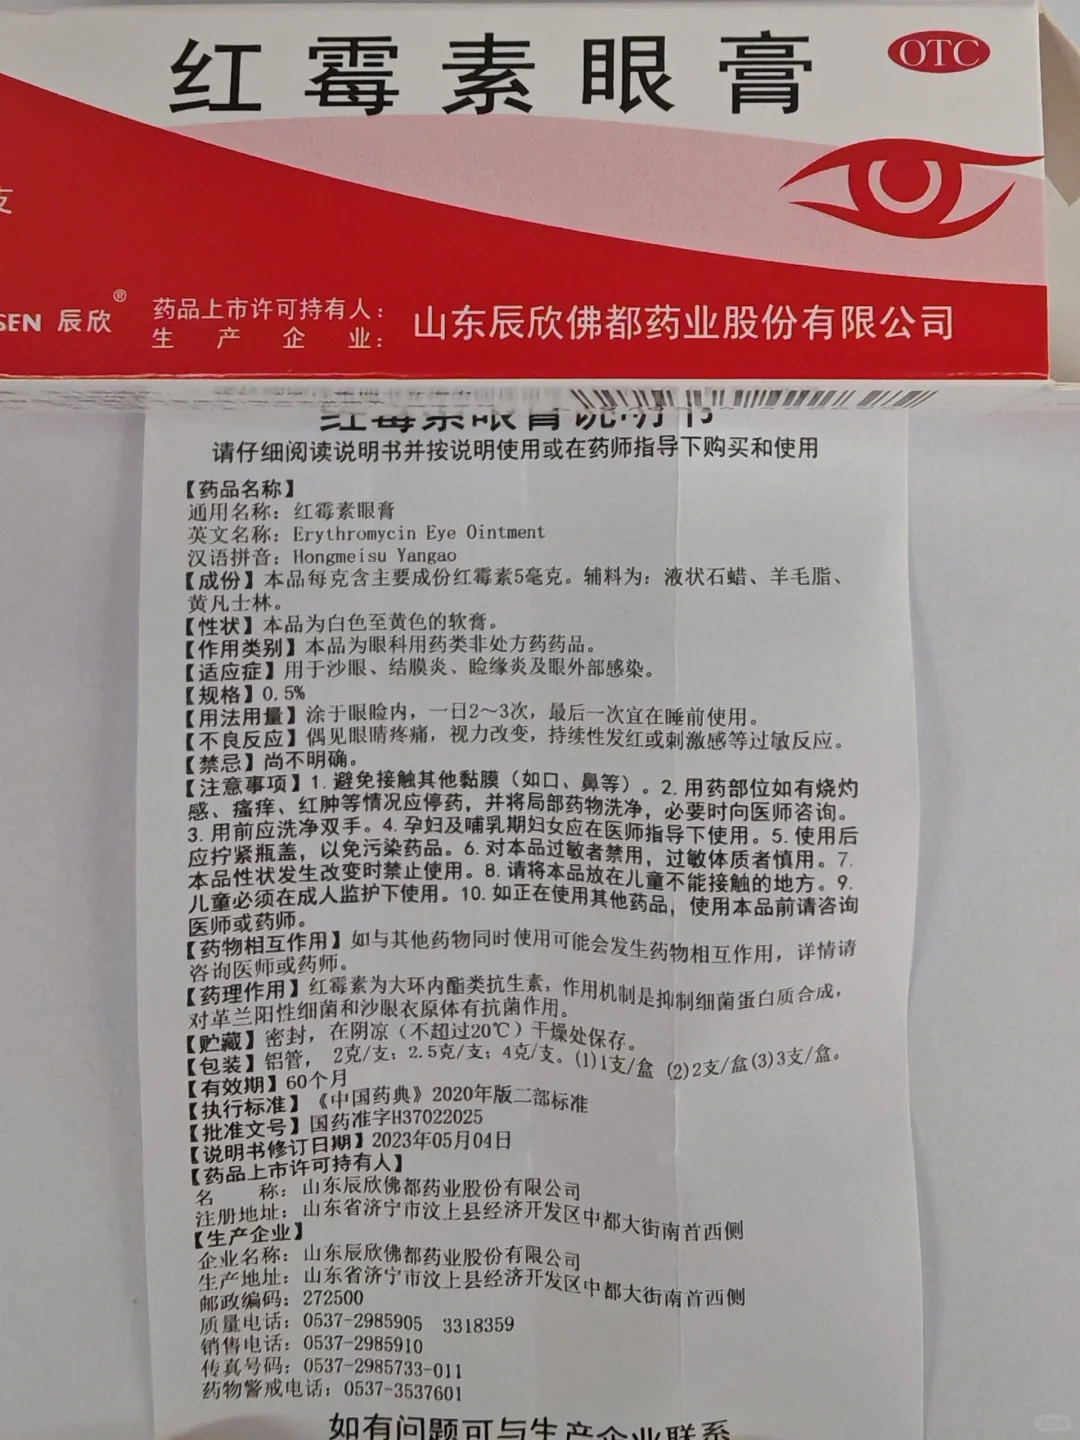 红霉素眼膏
OTC
支
SEN 辰欣®
药品上市许可持有人：
生产企业：
山东辰欣佛都药业股份有限公司
红霉素眼膏说明书
请仔细阅读说明书并按说明使用或在药师指导下购买和使用
【药品名称】
通用名称：红霉素眼膏
英文名称：Erythromycin Eye Ointment
汉语拼音：Hongmeisu Yangao
【成份】本品每克含主要成份红霉素5毫克。辅料为：液状石蜡、羊毛脂、
黄凡士林。
【性状】本品为白色至黄色的软膏。
【作用类别】本品为眼科用药类非处方药药品。
【适应症】用于沙眼、结膜炎、睑缘炎及眼外部感染。
【规格】0.5%
【用法用量】涂于眼睑内，一日2～3次，最后一次宜在睡前使用。
【不良反应】偶见眼睛疼痛，视力改变，持续性发红或刺激感等过敏反应。
【禁忌】尚不明确。
【注意事项】1.避免接触其他黏膜（如口、鼻等）。2.用药部位如有烧灼
感、瘙痒、红肿等情况应停药，并将局部药物洗净，必要时向医师咨询。
3.用前应洗净双手。4.孕妇及哺乳期妇女应在医师指导下使用。5.使用后
应拧紧瓶盖，以免污染药品。6.对本品过敏者禁用，过敏体质者慎用。7.
本品性状发生改变时禁止使用。8.请将本品放在儿童不能接触的地方。9.
儿童必须在成人监护下使用。10.如正在使用其他药品，使用本品前请咨询
医师或药师。
【药物相互作用】如与其他药物同时使用可能会发生药物相互作用，详情请
咨询医师或药师。
【药理作用】红霉素为大环内酯类抗生素，作用机制是抑制细菌蛋白质合成，
对革兰阳性细菌和沙眼衣原体有抗菌作用。
【贮藏】密封，在阴凉（不超过20℃）干燥处保存。
【包装】铝管， 2克/支；2.5克/支；4克/支。(1)1支/盒 (2)2支/盒(3)3支/盒。
【有效期】60个月
【执行标准】《中国药典》2020年版二部标准
【批准文号】国药准字H37022025
【说明书修订日期】2023年05月04日
【药品上市许可持有人】
名 称：山东辰欣佛都药业股份有限公司
注册地址：山东省济宁市汶上县经济开发区中都大街南首西侧
【生产企业】
企业名称：山东辰欣佛都药业股份有限公司
生产地址：山东省济宁市汶上县经济开发区中都大街南首西侧
邮政编码：272500
质量电话：0537-2985905 3318359
销售电话：0537-2985910
传真号码：0537-2985733-011
药物警戒电话：0537-3537601
如有问题可与生产企业联系